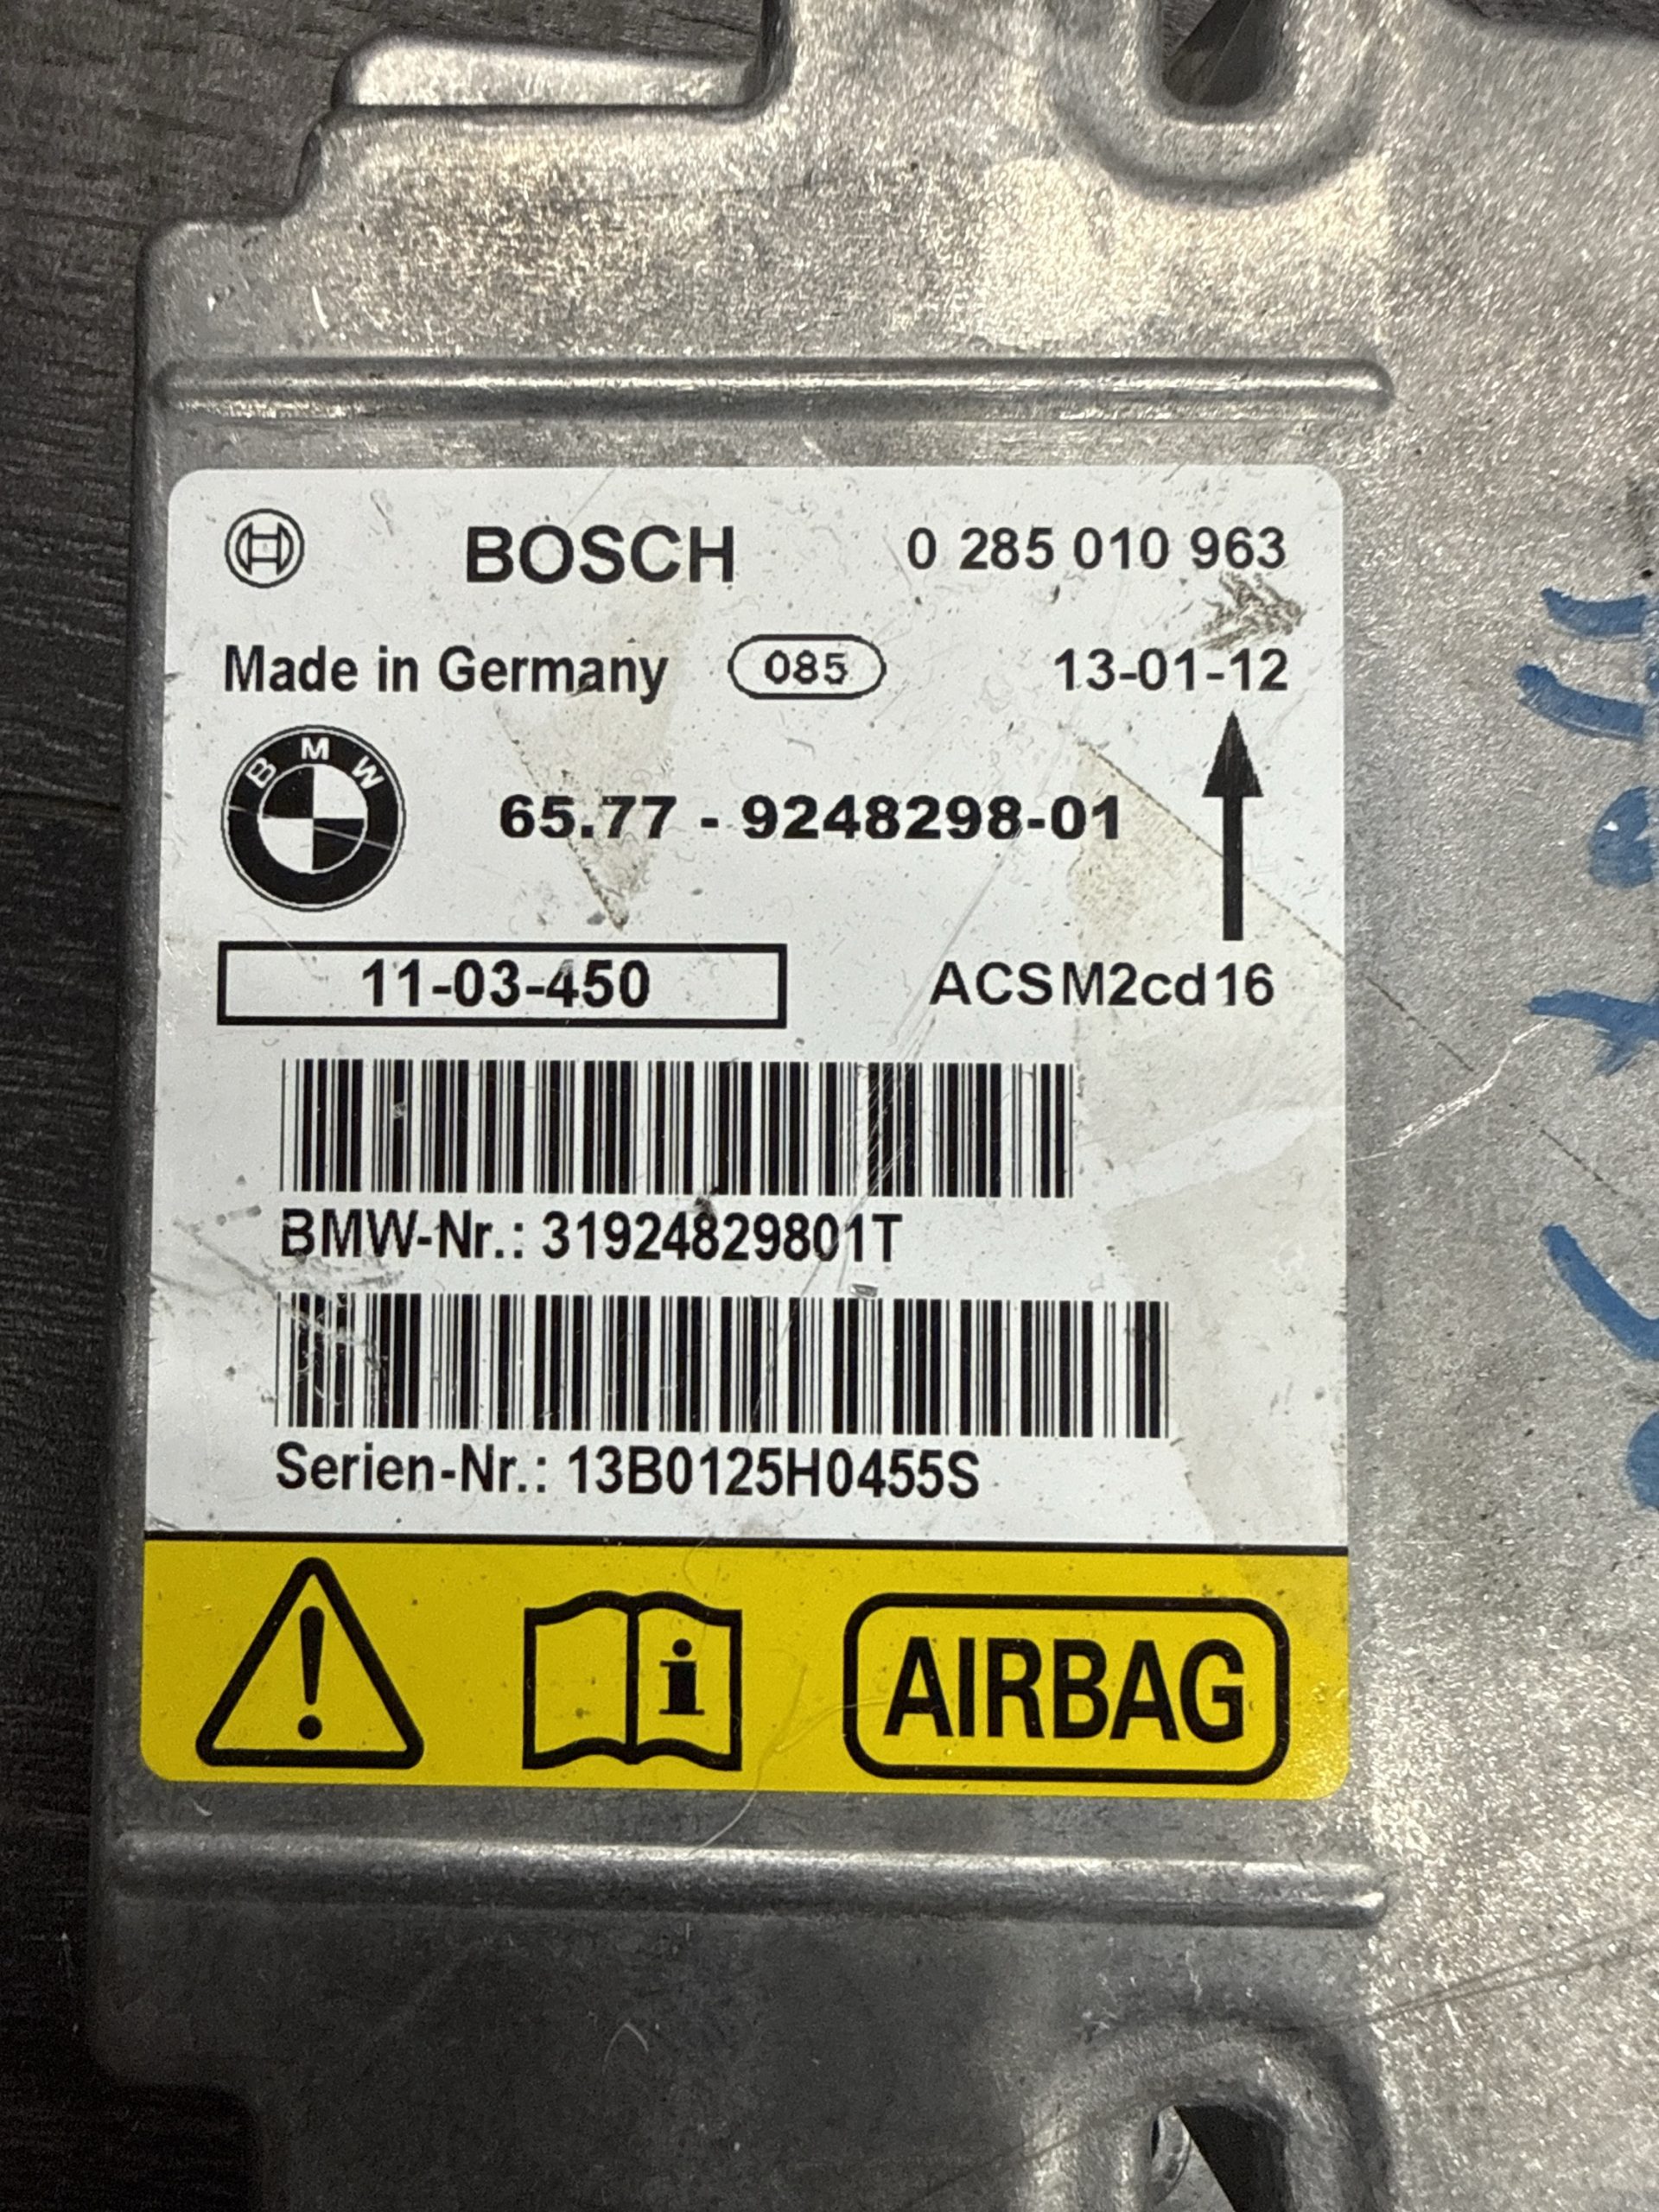 BOSCH 0 285 010 963
Made in Germany 085 13-01-12
BMW 65.77 - 9248298-01
11-03-450 ACSM2cd16
BMW-Nr.: 31924829801T
Serien-Nr.: 13B0125H0455S
! i AIRBAG